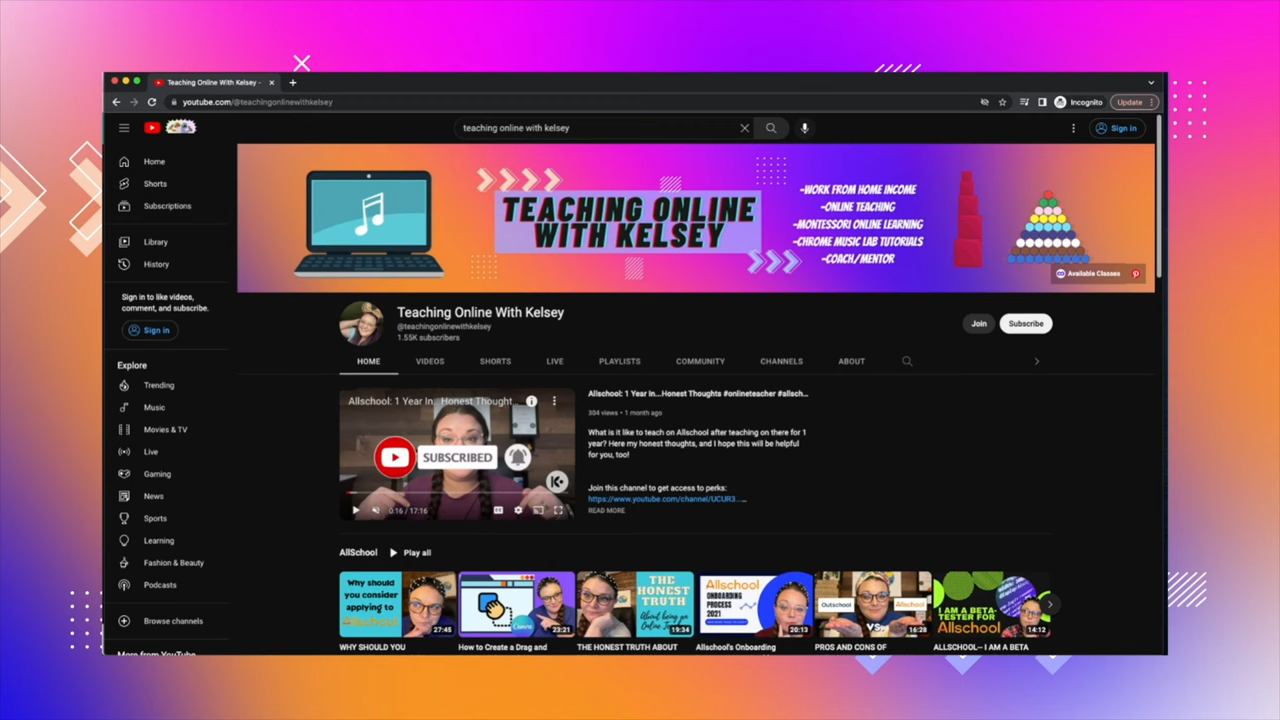 Teaching Online With Kelsey -
youtube.com/@teachingonlinewithkelsey
Incognito
Update
teaching online with kelsey
Sign in
Home
Shorts
Subscriptions
Library
History
Sign in to like videos,
comment, and subscribe.
Sign in
Explore
Trending
Music
Movies & TV
Live
Gaming
News
Sports
Learning
Fashion & Beauty
Podcasts
Browse channels
More from YouTube
TEACHING ONLINE
WITH KELSEY
-WORK FROM HOME INCOME
-ONLINE TEACHING
-MONTESSORI ONLINE LEARNING
-CHROME MUSIC LAB TUTORIALS
-COACH/MENTOR
Available Classes
Teaching Online With Kelsey
@teachingonlinewithkelsey
1.55K subscribers
Join
Subscribe
HOME VIDEOS SHORTS LIVE PLAYLISTS COMMUNITY CHANNELS ABOUT
Allschool: 1 Year In...Honest Thought
SUBSCRIBED
0:16 / 17:16
Allschool: 1 Year In...Honest Thoughts #onlineteacher #allsch...
304 views • 1 month ago
What is it like to teach on Allschool after teaching on there for 1
year? Here my honest thoughts, and I hope this will be helpful
for you, too!
Join this channel to get access to perks:
https://www.youtube.com/channel/UCUR3...
READ MORE
AllSchool
Play all
Why should
you consider
applying to
Allschool
27:45
WHY SHOULD YOU
Canva
23:21
How to Create a Drag and
THE
HONEST
TRUTH
About being an
19:34
THE HONEST TRUTH ABOUT
Allschool
ONBOARDING
PROCESS
2021
20:13
Allschool's Onboarding
Outschool
Allschool
VS
16:28
PROS AND CONS OF
I AM A BETA-
TESTER FOR
Allschool
14:12
ALLSCHOOL-- I AM A BETA